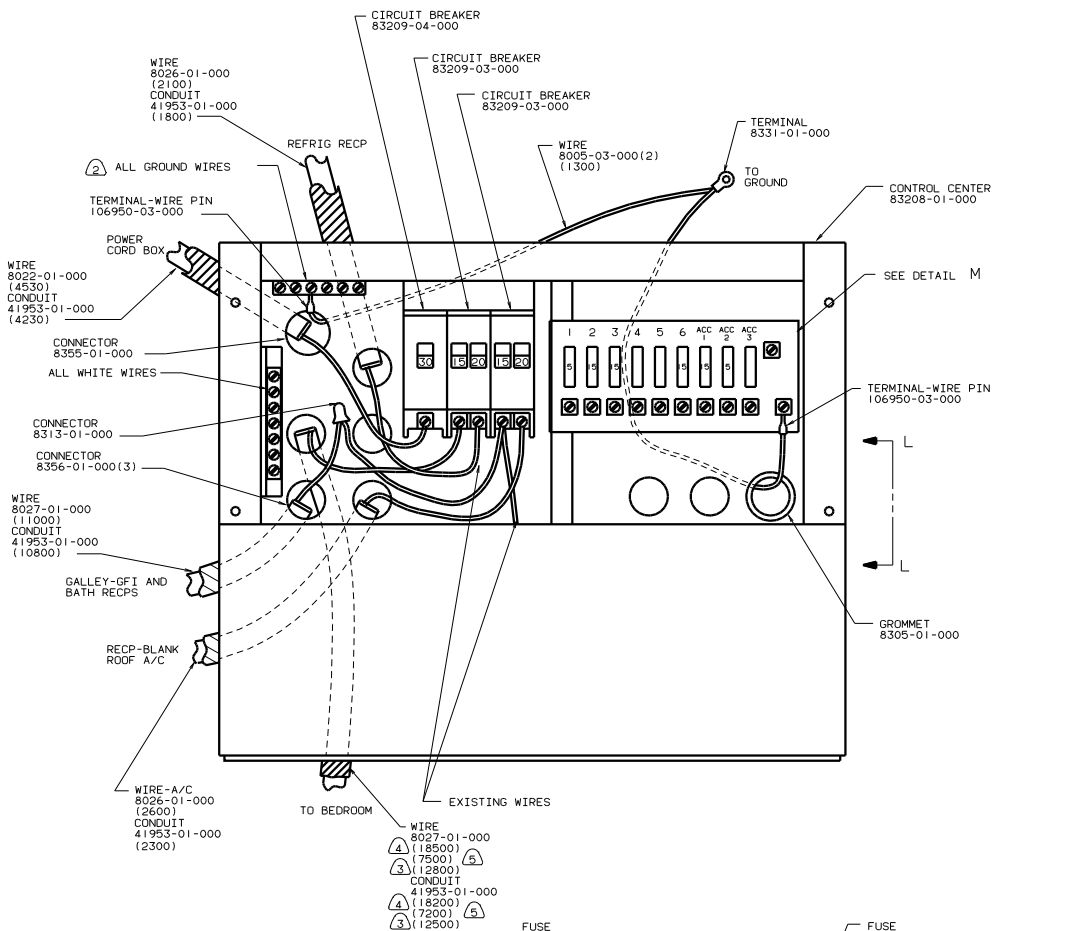 CIRCUIT BREAKER
83209-04-000
CIRCUIT BREAKER
83209-03-000
CIRCUIT BREAKER
83209-03-000
WIRE
8026-01-000
(2100)
CONDUIT
41953-01-000
(1800)
REFRIG RECP
2 ALL GROUND WIRES
TERMINAL-WIRE PIN
106950-03-000
POWER
CORD BOX
WIRE
8022-01-000
(4530)
CONDUIT
41953-01-000
(4230)
WIRE
8005-03-000(2)
(1300)
TERMINAL
8331-01-000
TO
GROUND
CONTROL CENTER
83208-01-000
SEE DETAIL M
CONNECTOR
8355-01-000
ALL WHITE WIRES
CONNECTOR
8313-01-000
CONNECTOR
8356-01-000(3)
30 15 20 15 20
1 2 3 4 5 6 ACC 1 ACC 2 ACC 3
5 15 15 15 15 5
TERMINAL-WIRE PIN
106950-03-000
L
L
WIRE
8027-01-000
(11000)
CONDUIT
41953-01-000
(10800)
GALLEY-GFI AND
BATH RECPS
RECP-BLANK
ROOF A/C
GROMMET
8305-01-000
WIRE-A/C
8026-01-000
(2600)
CONDUIT
41953-01-000
(2300)
TO BEDROOM
EXISTING WIRES
WIRE
8027-01-000
4 (18500)
(7500) 5
3 (12800)
CONDUIT
41953-01-000
4 (18200)
(7200) 5
3 (12500)
FUSE
FUSE